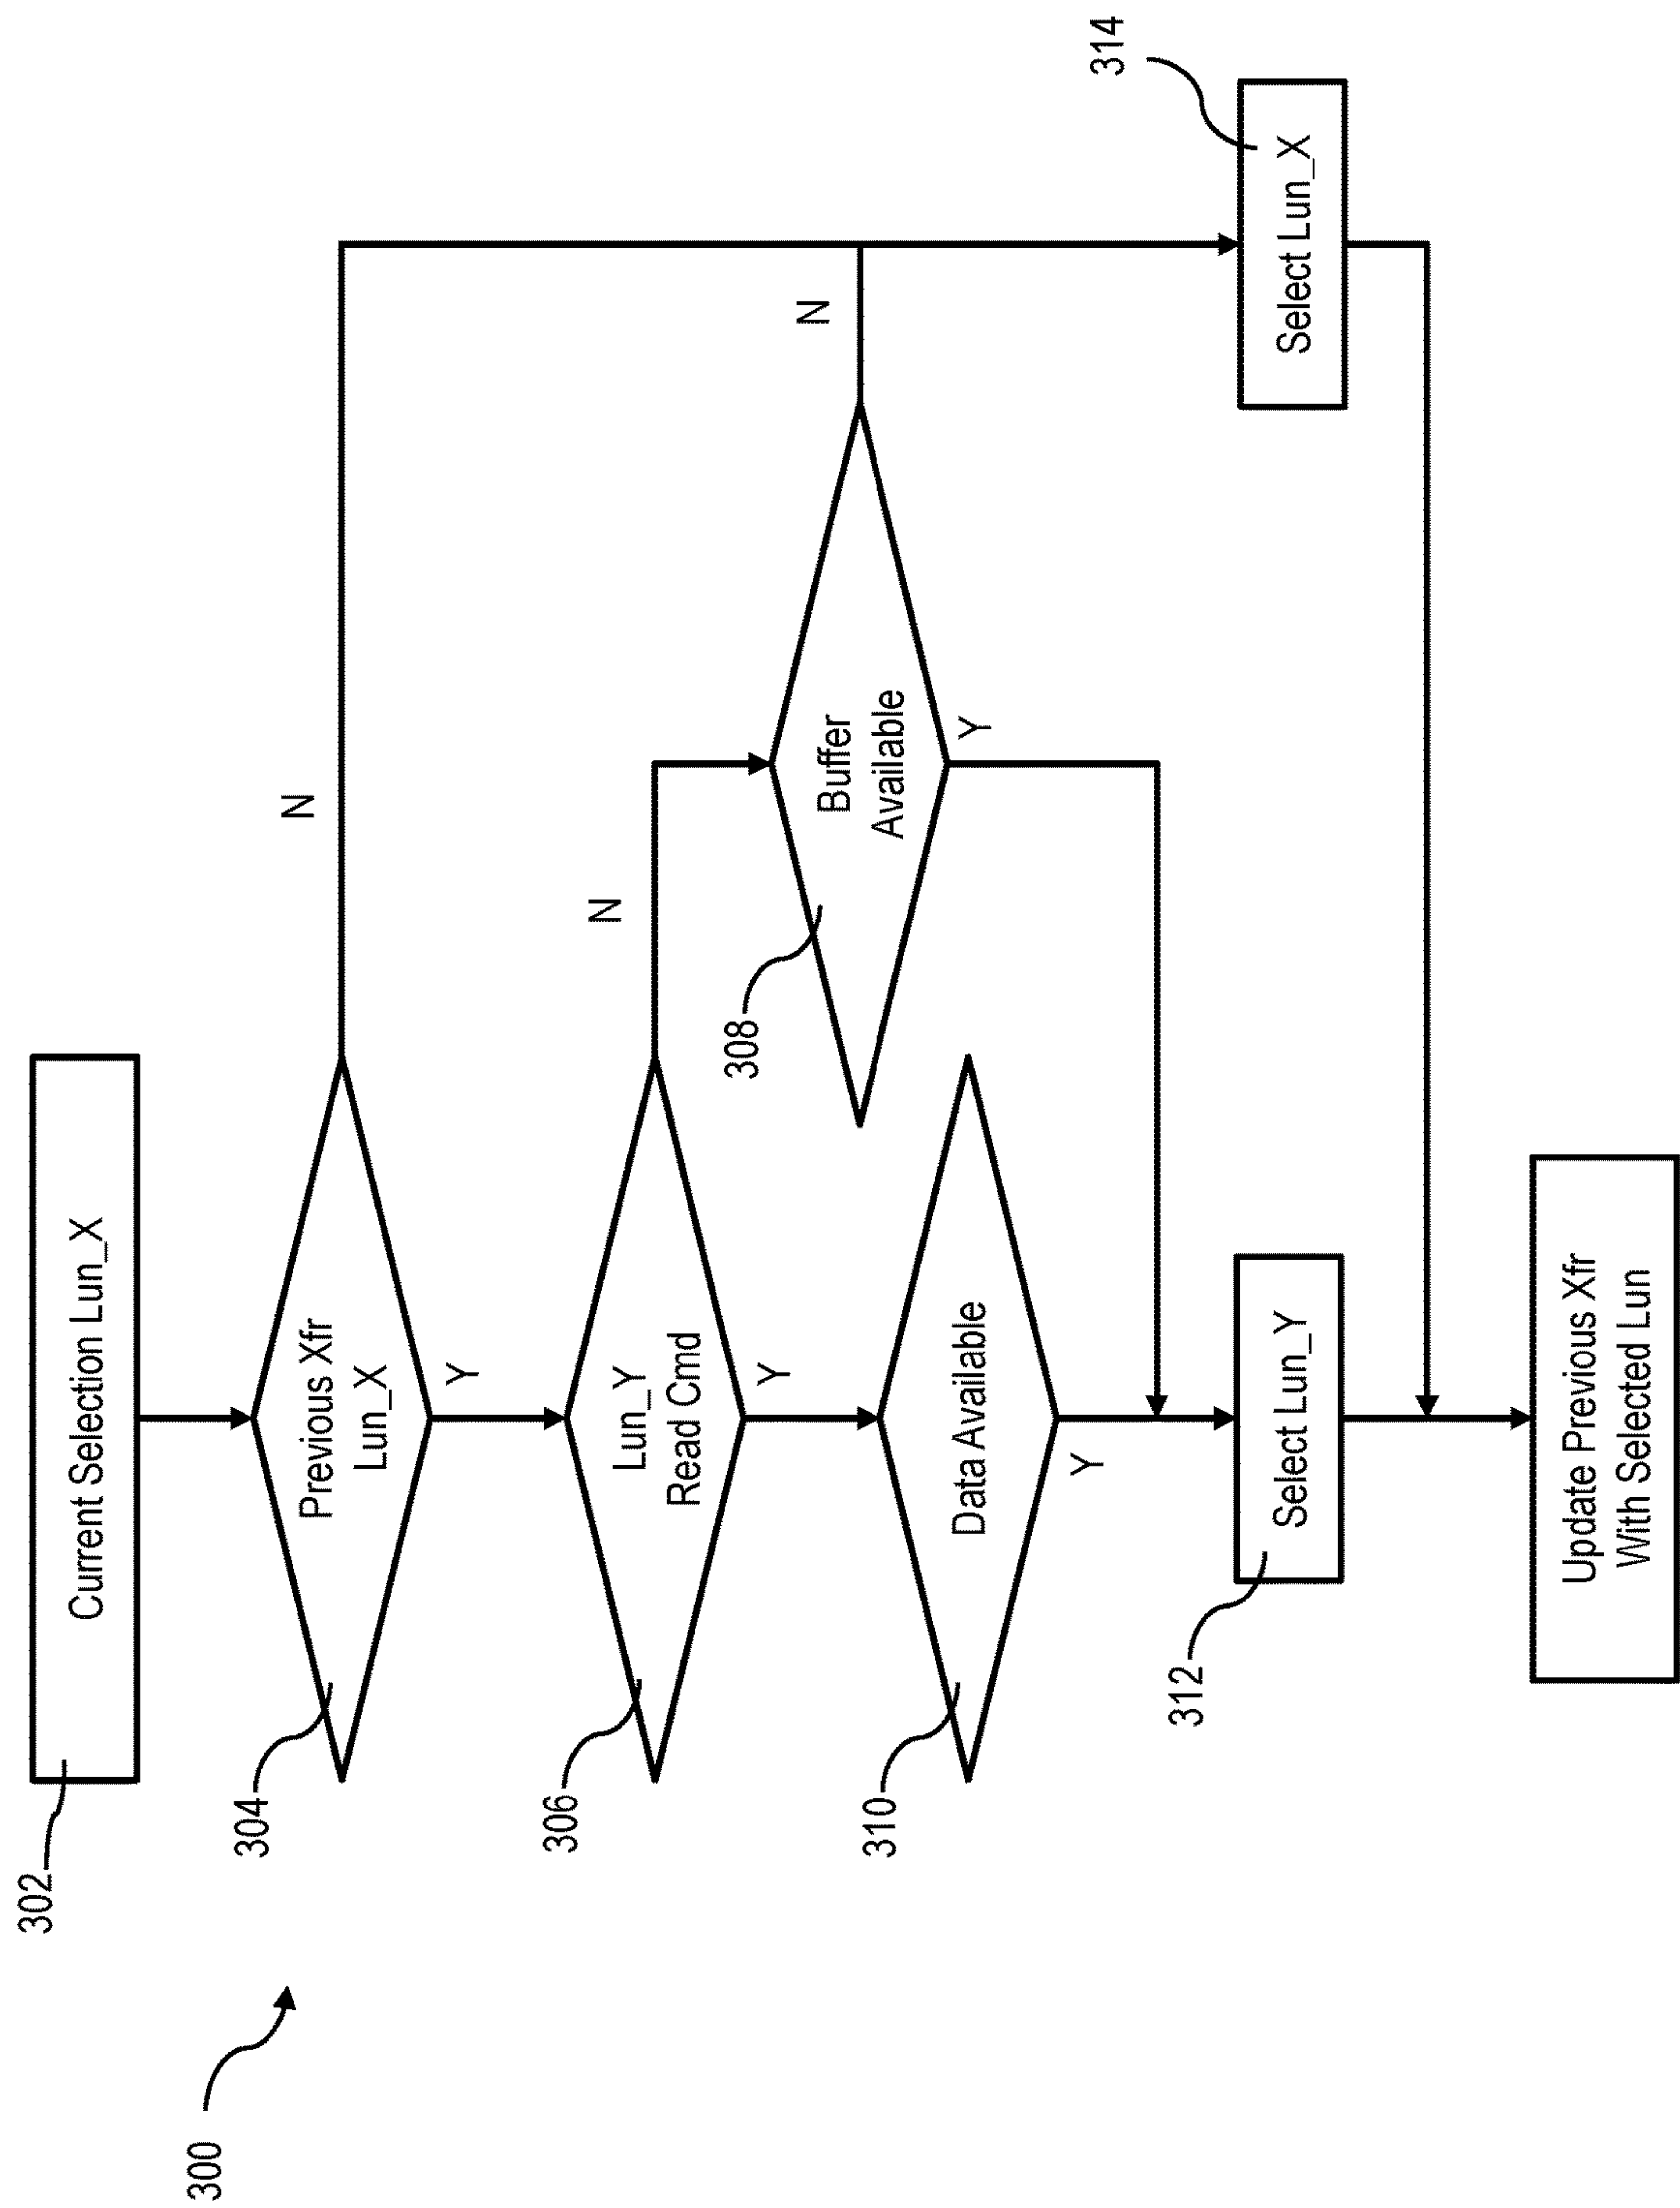 300
302
Current Selection Lun_X
304
Previous Xfr
Lun_X
N
Y
306
Lun_Y
Read Cmd
N
Y
308
Buffer
Available
N
Y
310
Data Available
Y
312
Select Lun_Y
314
Select Lun_X
Update Previous Xfr
With Selected Lun